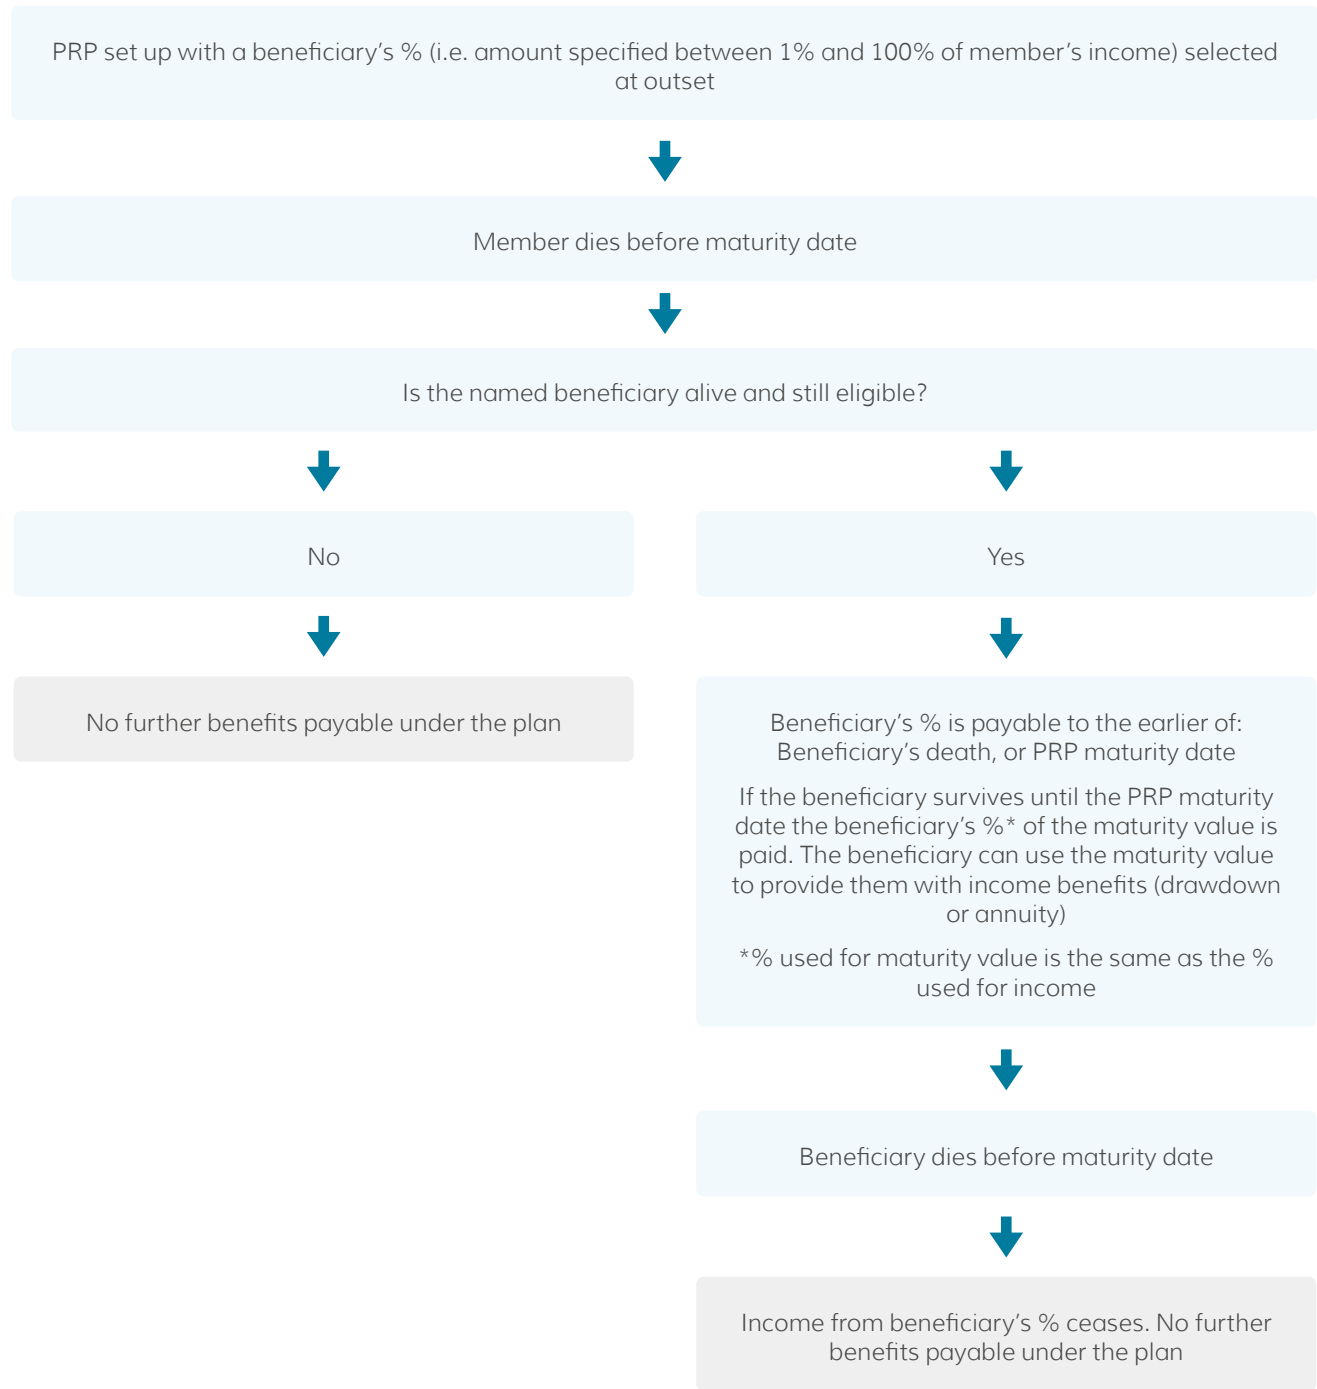 PRP set up with a beneficiary's % (i.e. amount specified between 1% and 100% of member's income) selected
at outset
Member dies before maturity date
Is the named beneficiary alive and still eligible?
No
Yes
No further benefits payable under the plan
Beneficiary's % is payable to the earlier of:
Beneficiary's death, or PRP maturity date
If the beneficiary survives until the PRP maturity
date the beneficiary's %* of the maturity value is
paid. The beneficiary can use the maturity value
to provide them with income benefits (drawdown
or annuity)
*% used for maturity value is the same as the %
used for income
Beneficiary dies before maturity date
Income from beneficiary's % ceases. No further
benefits payable under the plan